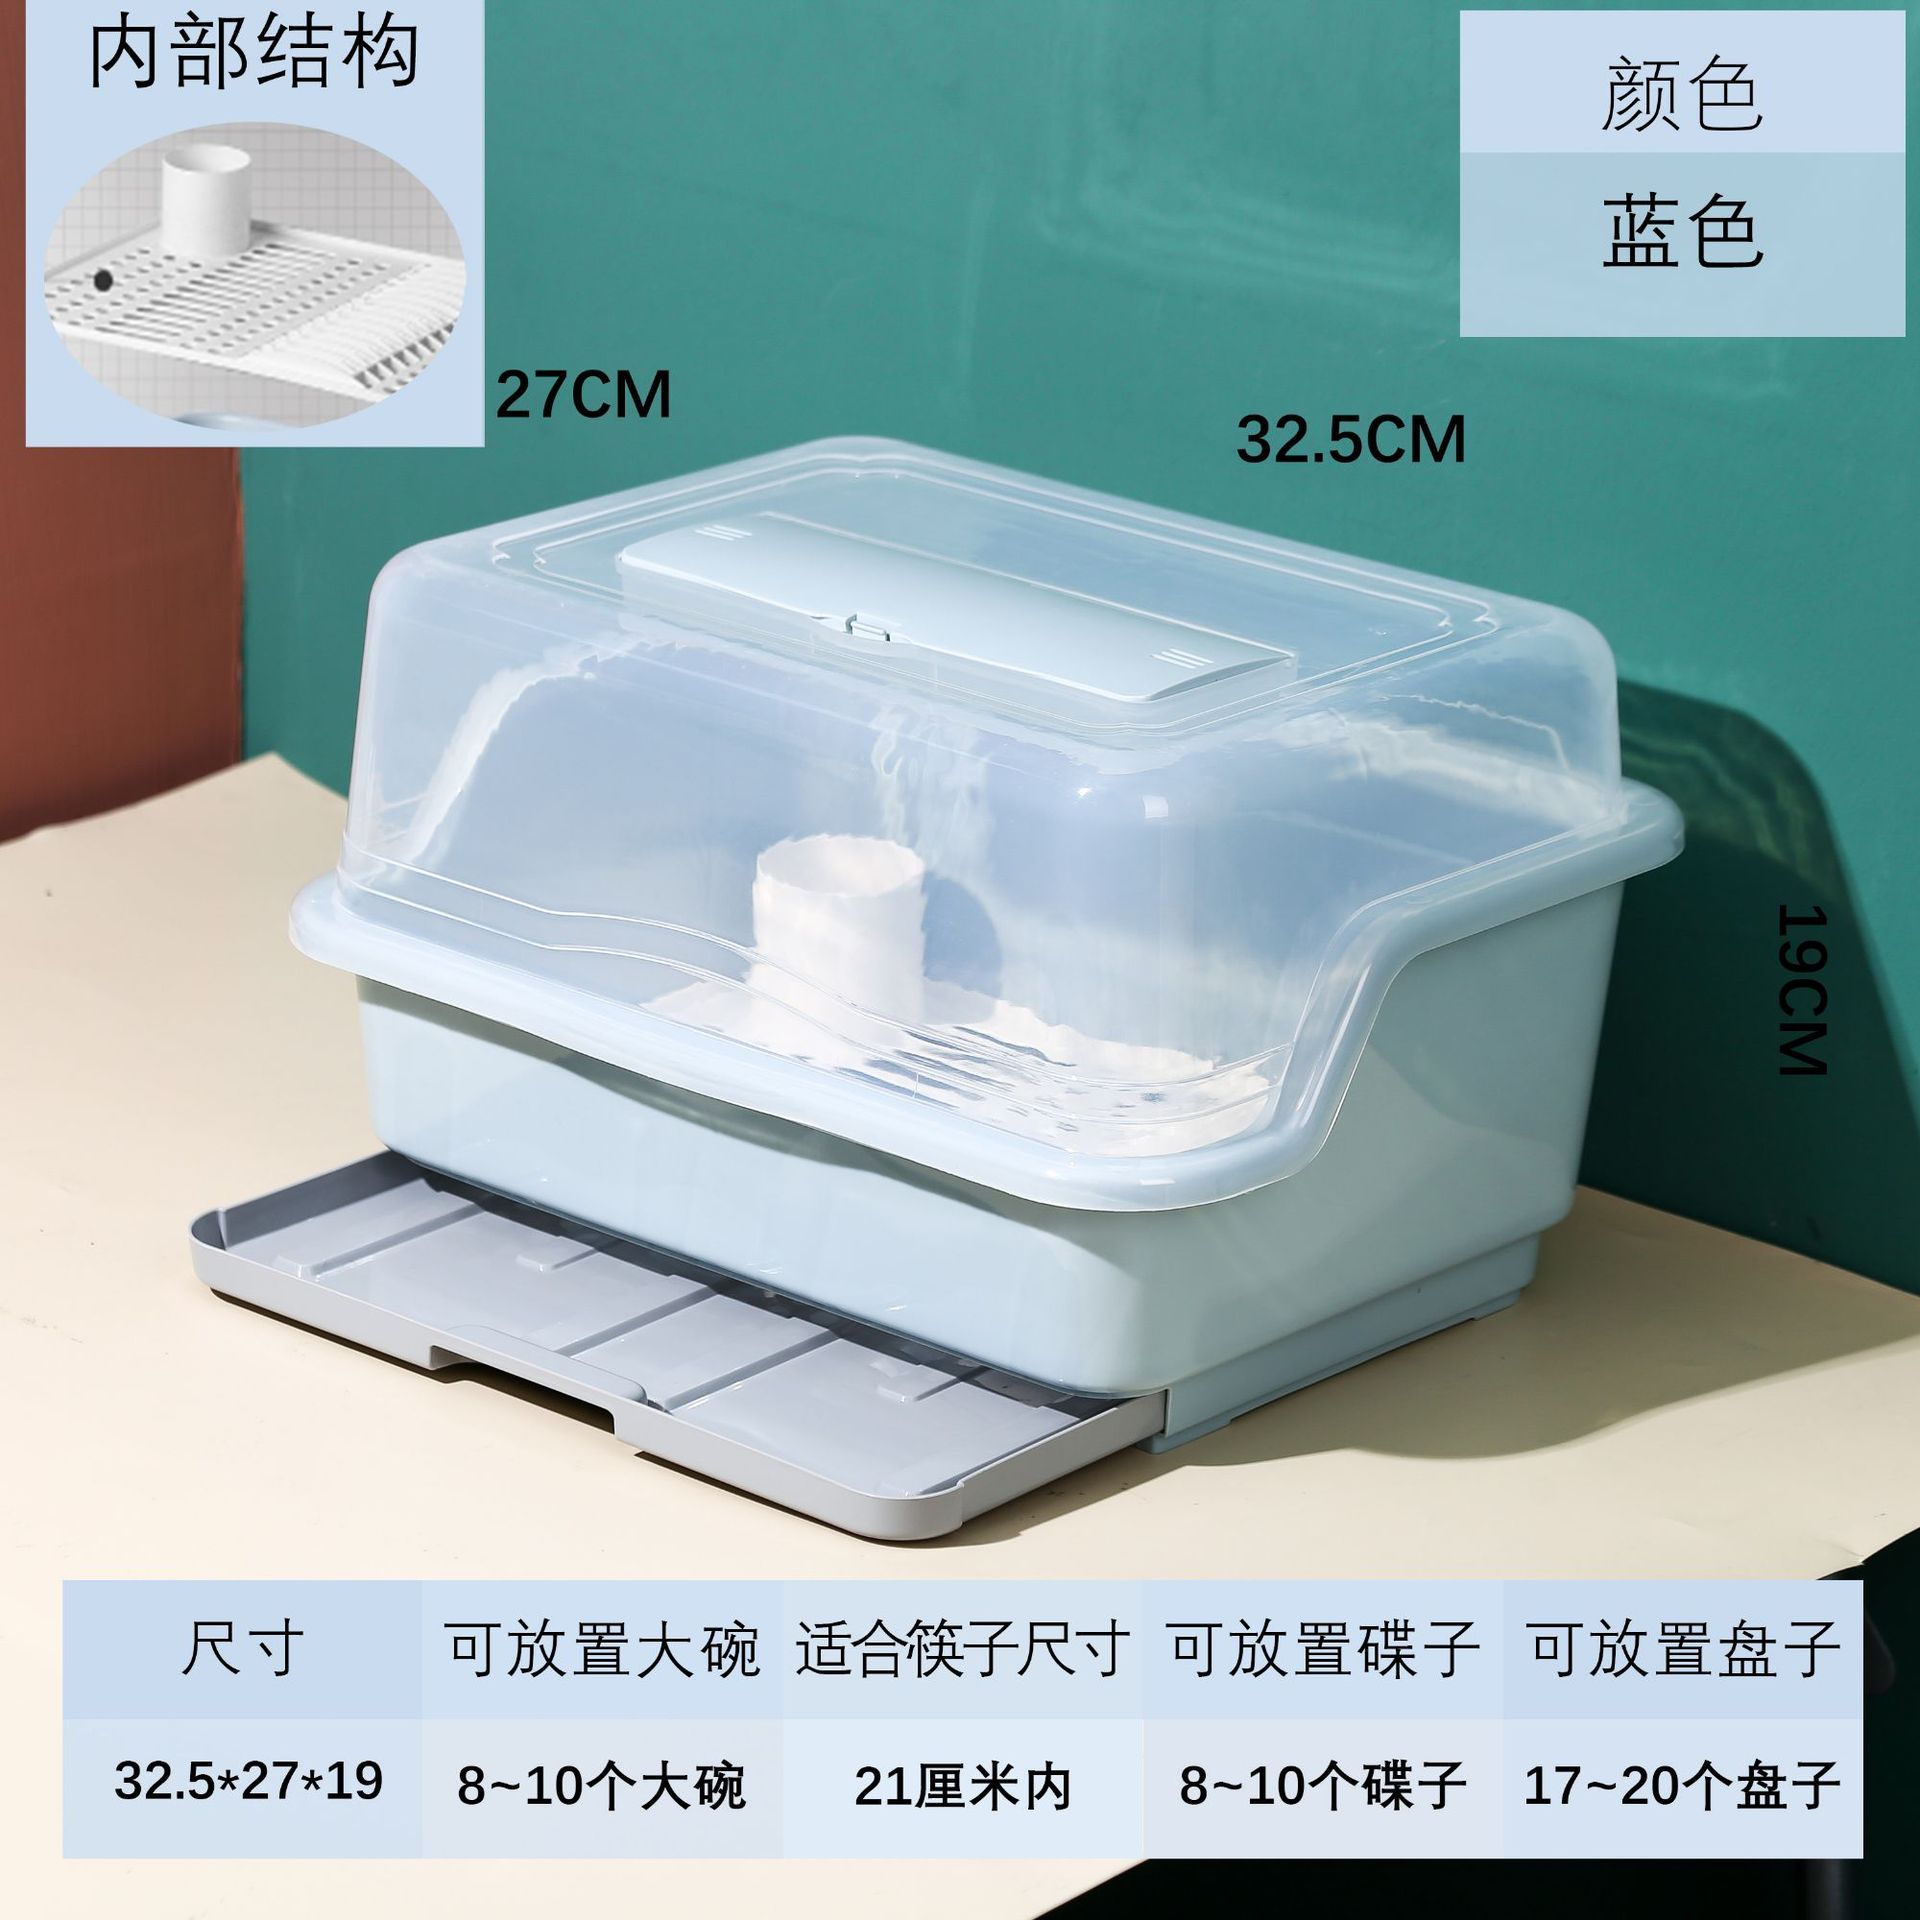 内部结构
颜色
蓝色
27CM
32.5CM
19CM
尺寸 可放置大碗 适合筷子尺寸 可放置碟子 可放置盘子
32.5*27*19 8~10个大碗 21厘米内 8~10个碟子 17~20个盘子